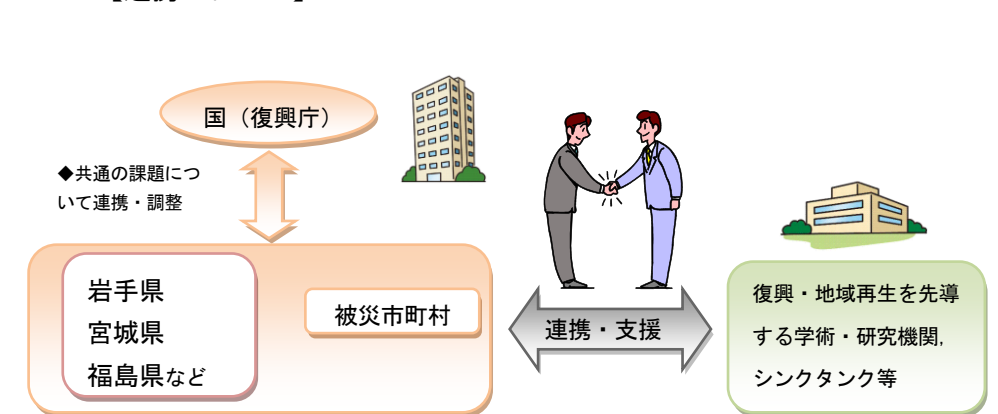 国（復興庁）
◆共通の課題につ
いて連携・調整
岩手県
宮城県
福島県など
被災市町村
連携・支援
復興・地域再生を先導
する学術・研究機関,
シンクタンク等